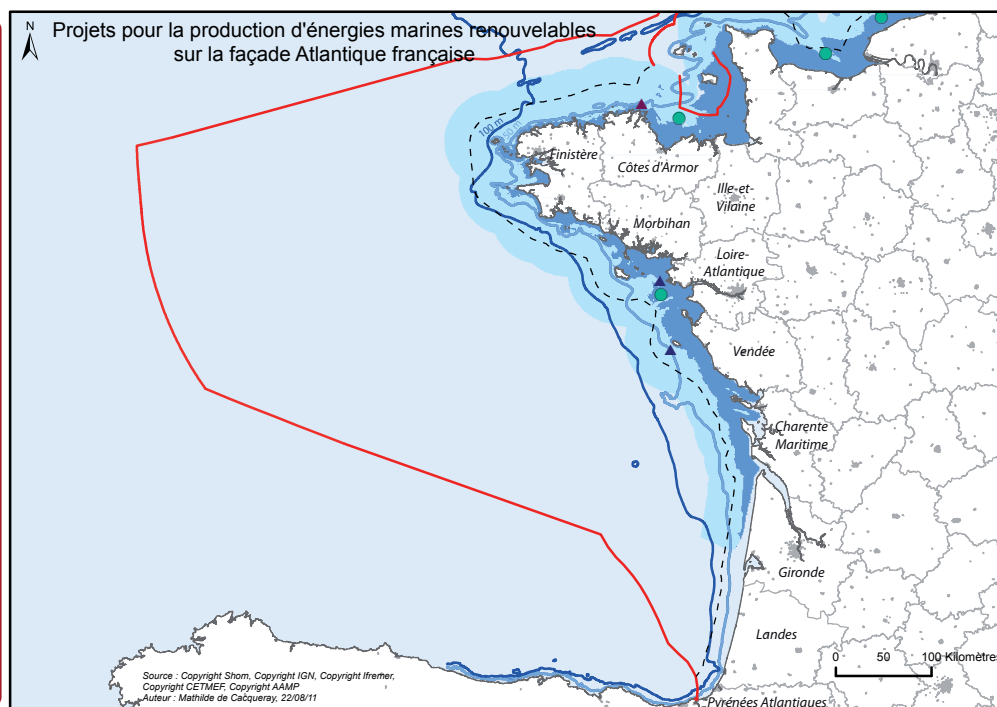 N
Projets pour la production d'énergies marines renouvelables
sur la façade Atlantique française
100 m
50 m
Finistère
Côtes d'Armor
Ille-et-
Vilaine
Morbihan
Loire-
Atlantique
Vendée
Charente
Maritime
Gironde
Landes
0 50 100 Kilomètres
Pyrénées Atlantiques
Source : Copyright Shom, Copyright IGN, Copyright Ifremer,
Copyright CETMEF, Copyright AAMP
Auteur : Mathilde de Cacqueray, 22/08/11